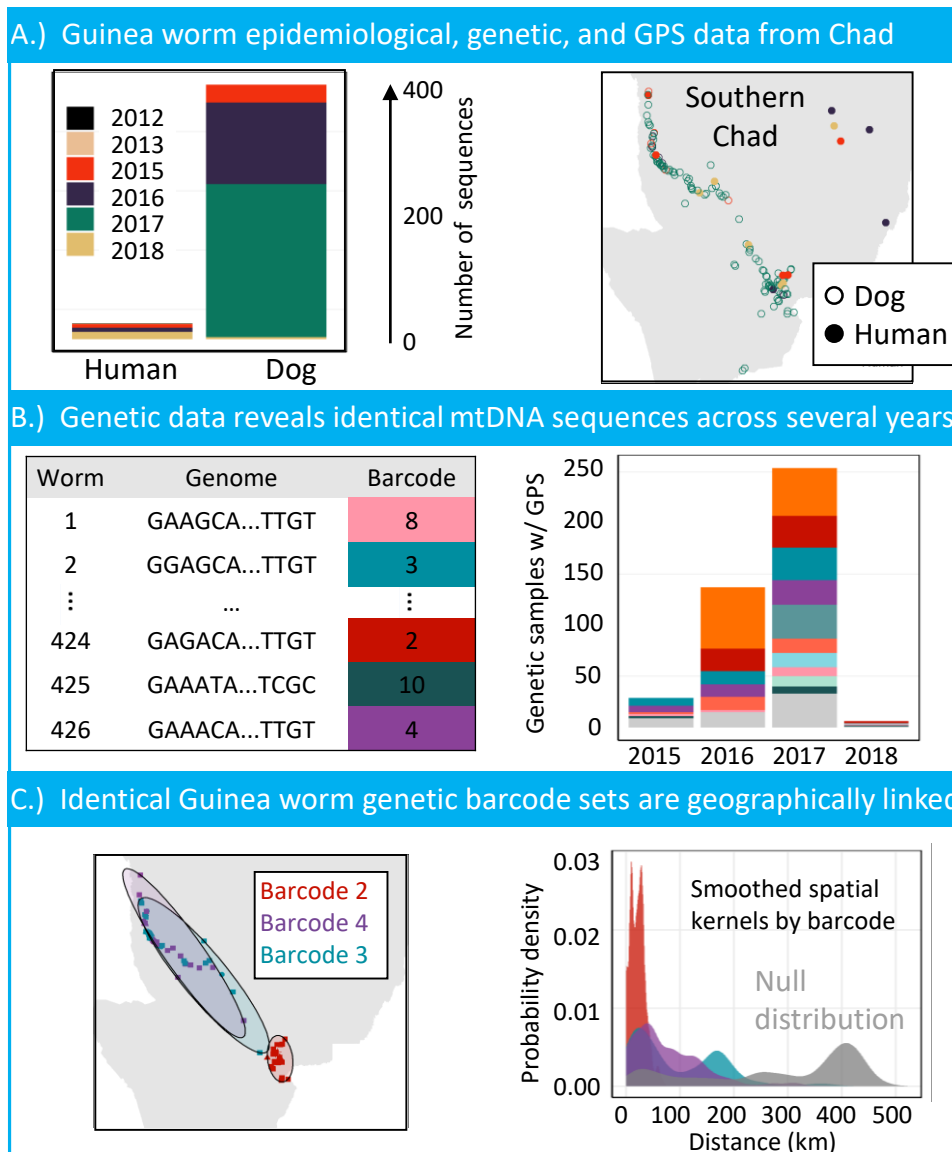 A.) Guinea worm epidemiological, genetic, and GPS data from Chad
2012
2013
2015
2016
2017
2018
Human
Dog
400
200
0
Number of sequences
Southern
Chad
Dog
Human
B.) Genetic data reveals identical mtDNA sequences across several years
Worm Genome Barcode
1 GAAGCA...TTGT 8
2 GGAGCA...TTGT 3
⋮ ... ⋮
424 GAGACA...TTGT 2
425 GAAATA...TCGC 10
426 GAAACA...TTGT 4
Genetic samples w/ GPS
250
200
150
100
50
0
2015 2016 2017 2018
C.) Identical Guinea worm genetic barcode sets are geographically linked
Barcode 2
Barcode 4
Barcode 3
Probability density
0.03
0.02
0.01
0.00
Smoothed spatial
kernels by barcode
Null
distribution
0 100 200 300 400 500
Distance (km)